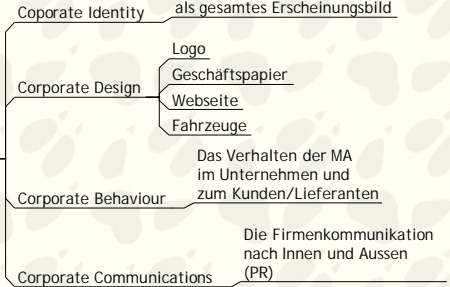 Coporate Identity
als gesamtes Erscheinungsbild
Corporate Design
Logo
Geschäftspapier
Webseite
Fahrzeuge
Corporate Behaviour
Das Verhalten der MA
im Unternehmen und
zum Kunden/Lieferanten
Corporate Communications
Die Firmenkommunikation
nach Innen und Aussen
(PR)